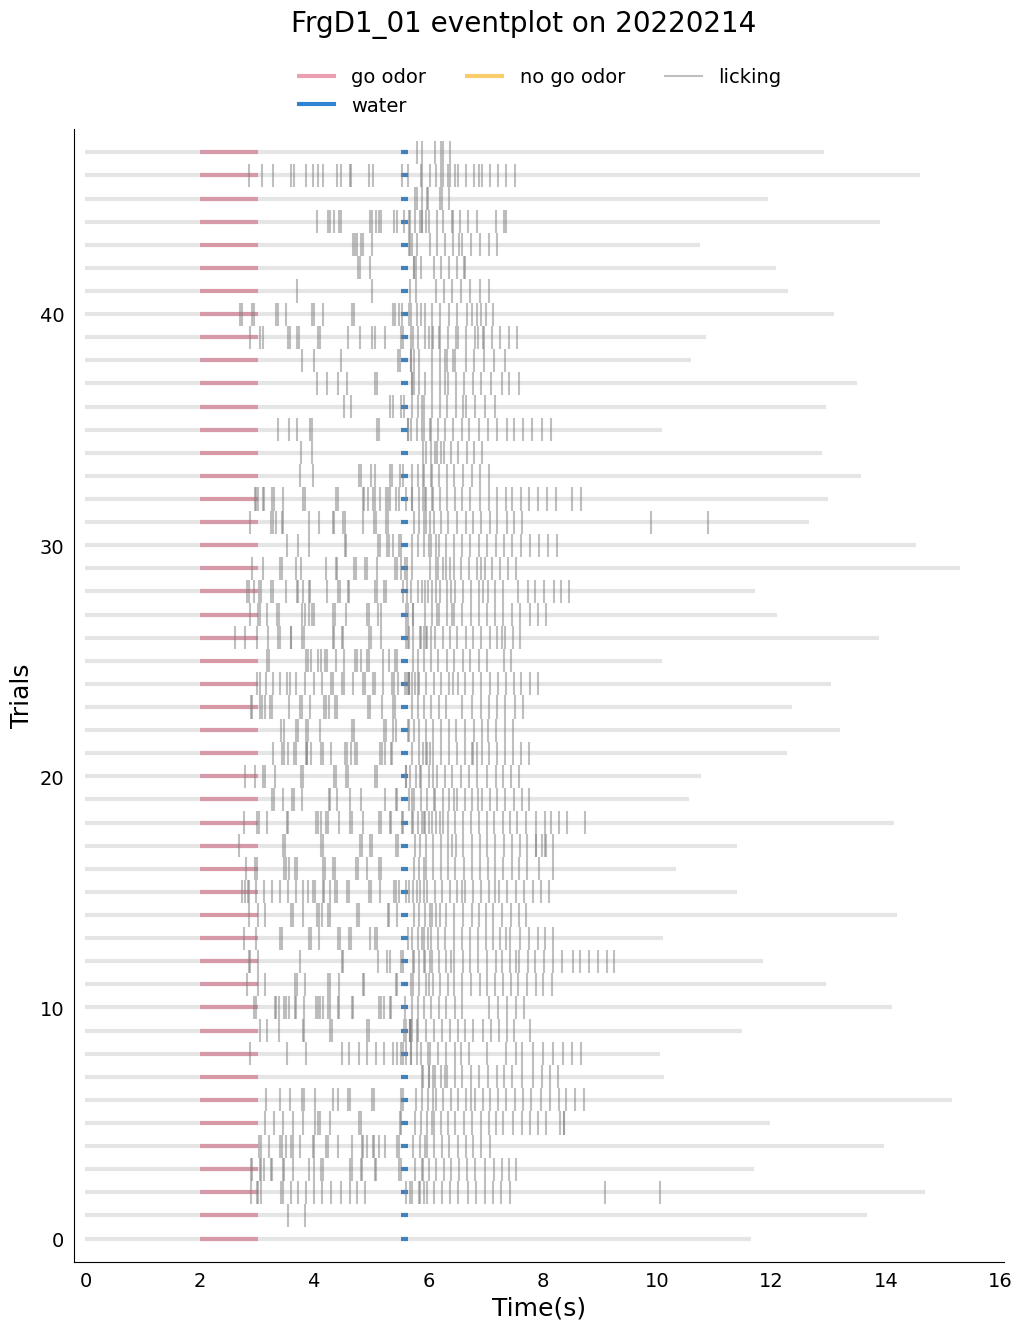 FrgD1_01 eventplot on 20220214
go odor no go odor licking
water
40
30
20
10
0
Trials
0 2 4 6 8 10 12 14 16
Time(s)